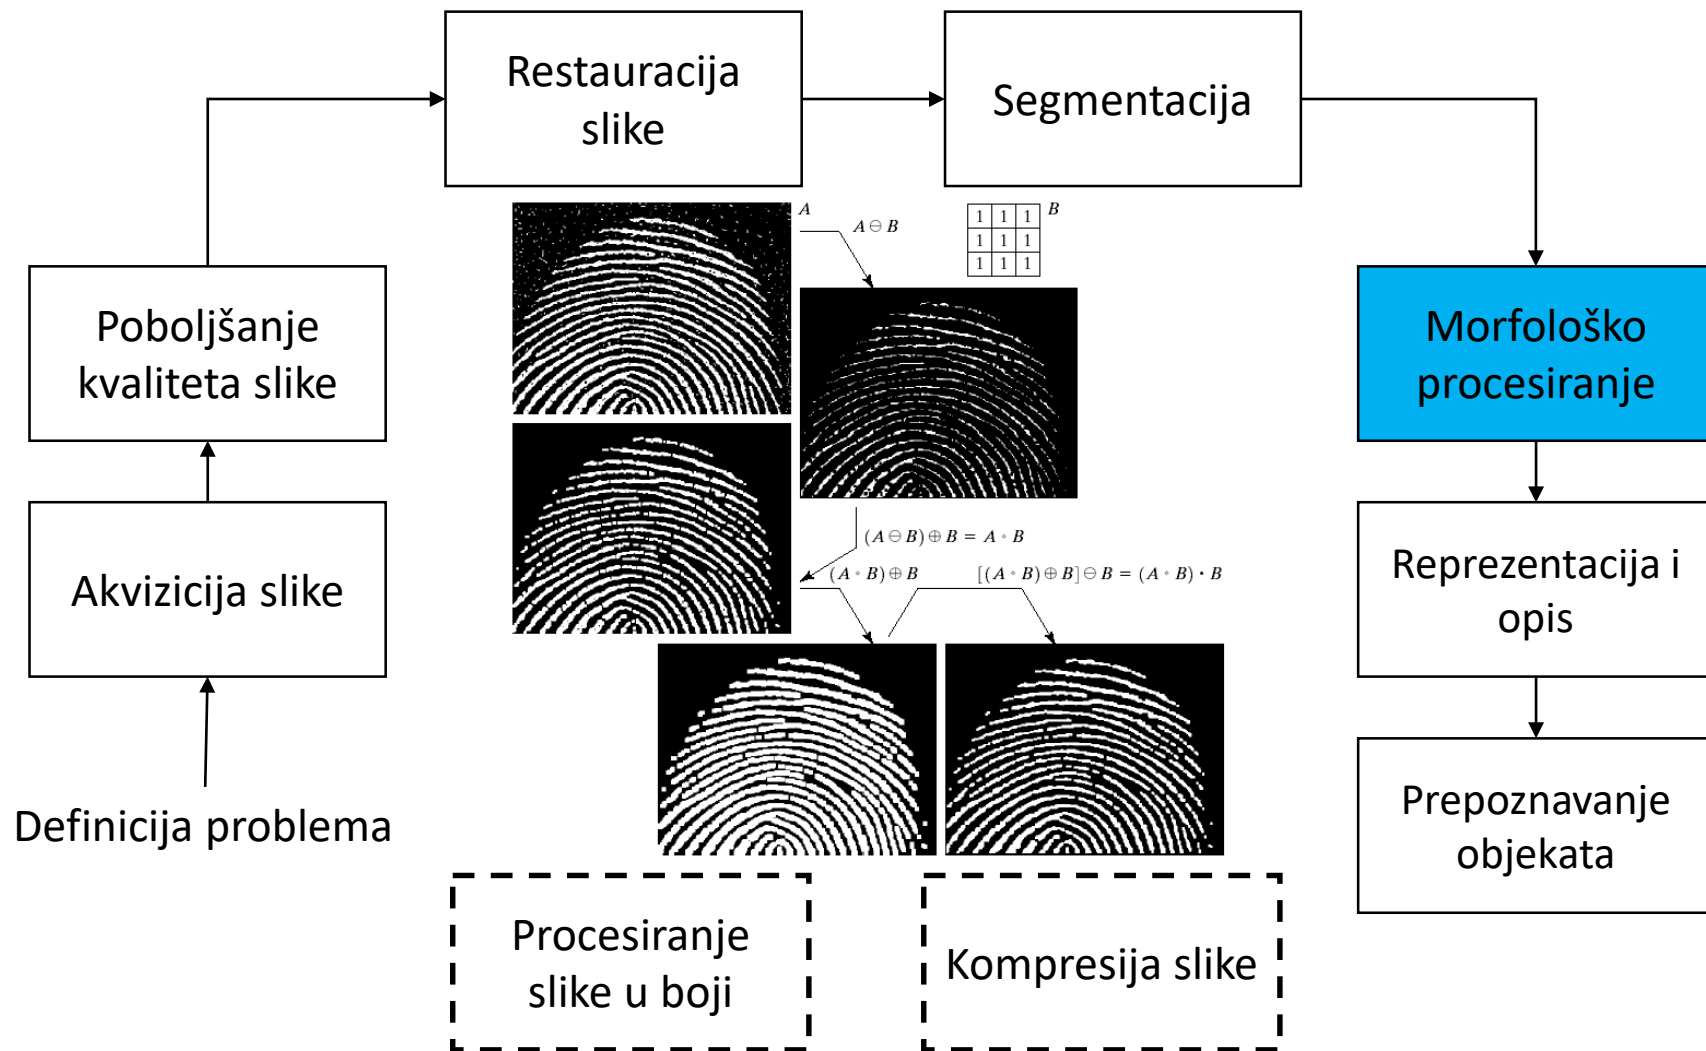 Restauracija
slike
Segmentacija
A
A ⊖ B
1 1 1
1 1 1
1 1 1
B
Poboljšanje
kvaliteta slike
Morfološko
procesiranje
(A ⊖ B) ⊕ B = A ∘ B
(A ∘ B) ⊕ B
[(A ∘ B) ⊕ B] ⊖ B = (A ∘ B) • B
Akvizicija slike
Reprezentacija i
opis
Definicija problema
Prepoznavanje
objekata
Procesiranje
slike u boji
Kompresija slike